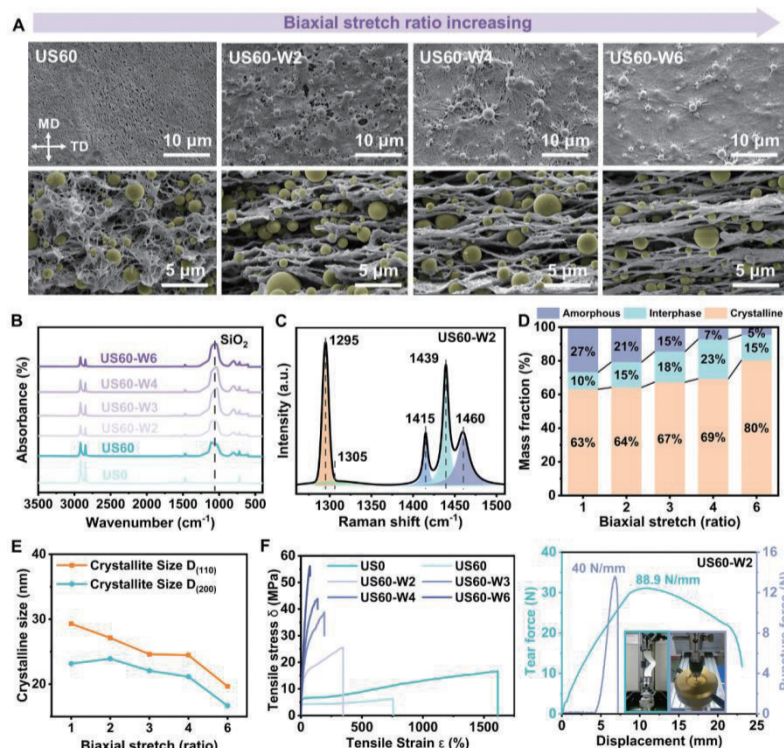 Biaxial stretch ratio increasing
A
US60
US60-W2
US60-W4
US60-W6
MD
TD
10 μm
10 μm
10 μm
10 μm
5 μm
5 μm
5 μm
5 μm
B
SiO2
US60-W6
US60-W4
US60-W3
US60-W2
US60
US0
Absorbance (%)
3500 3000 2500 2000 1500 1000 500
Wavenumber (cm-1)
C
US60-W2
1295
1439
1415
1460
1305
Intensity (a.u.)
1300 1350 1400 1450 1500
Raman shift (cm-1)
D
Amorphous Interphase Crystalline
100
80
60
40
20
0
27% 21% 15% 7% 5%
10% 15% 18% 23% 15%
63% 64% 67% 69% 80%
Mass fraction (%)
1 2 3 4 6
Biaxial stretch (ratio)
E
Crystallite Size D(110)
Crystallite Size D(200)
40
30
20
Crystalline size (nm)
1 2 3 4 6
Biaxial stretch (ratio)
F
US0 US60
US60-W2 US60-W3
US60-W4 US60-W6
60
50
40
30
20
10
0
Tensile stress δ (MPa)
0 500 1000 1500
Tensile Strain ε (%)
US60-W2
40 N/mm
88.9 N/mm
40
30
20
10
0
Tear force (N)
16
12
8
4
0
0 5 10 15 20 25
Displacement (mm)